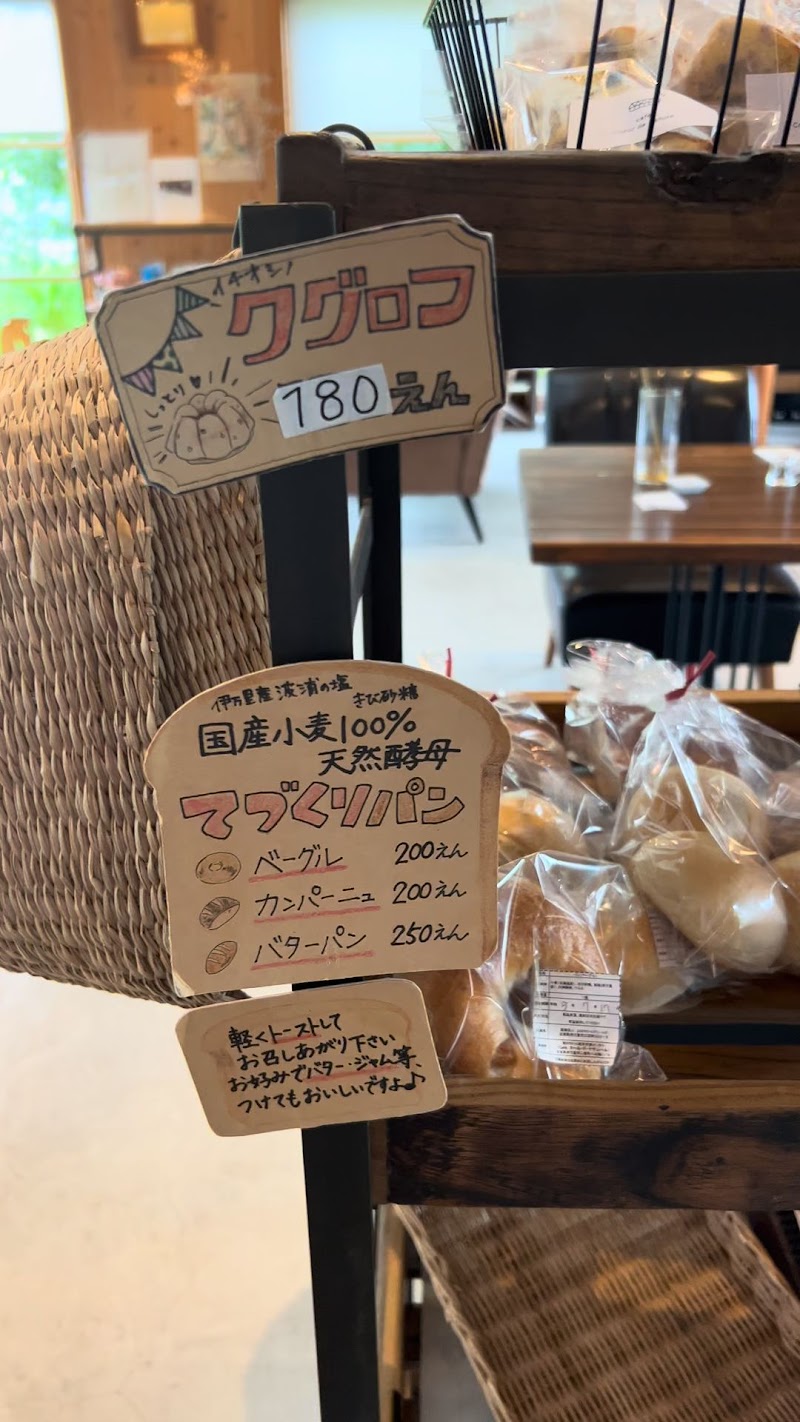 イチオシ!
クグロフ
しっとり♥
180えん
伊万里産波浦の塩 きび砂糖
国産小麦100%
天然酵母
てづくりパン
ベーグル 200えん
カンパーニュ 200えん
バターパン 250えん
軽くトーストして
お召しあがり下さい
お好みでバター・ジャム等、
つけてもおいしいですよ♪